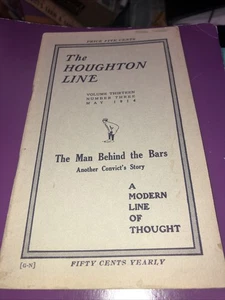 PRICE FIVE CENTS
The
HOUGHTON
LINE
VOLUME THIRTEEN
NUMBER THREE
MAY 1914
The Man Behind the Bars
Another Convict's Story
A
MODERN
LINE
OF
THOUGHT
[G-N]
FIFTY CENTS YEARLY